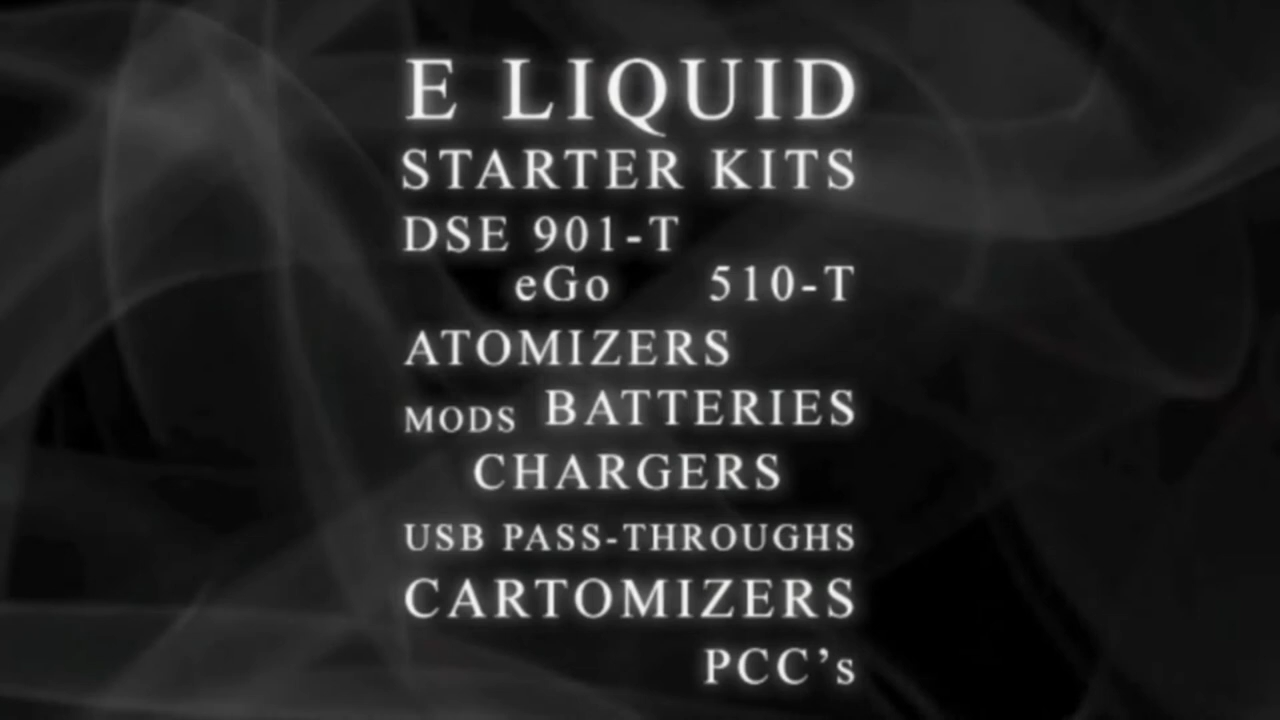 E LIQUID
STARTER KITS
DSE 901-T
eGo 510-T
ATOMIZERS
MODS BATTERIES
CHARGERS
USB PASS-THROUGHS
CARTOMIZERS
PCC’s